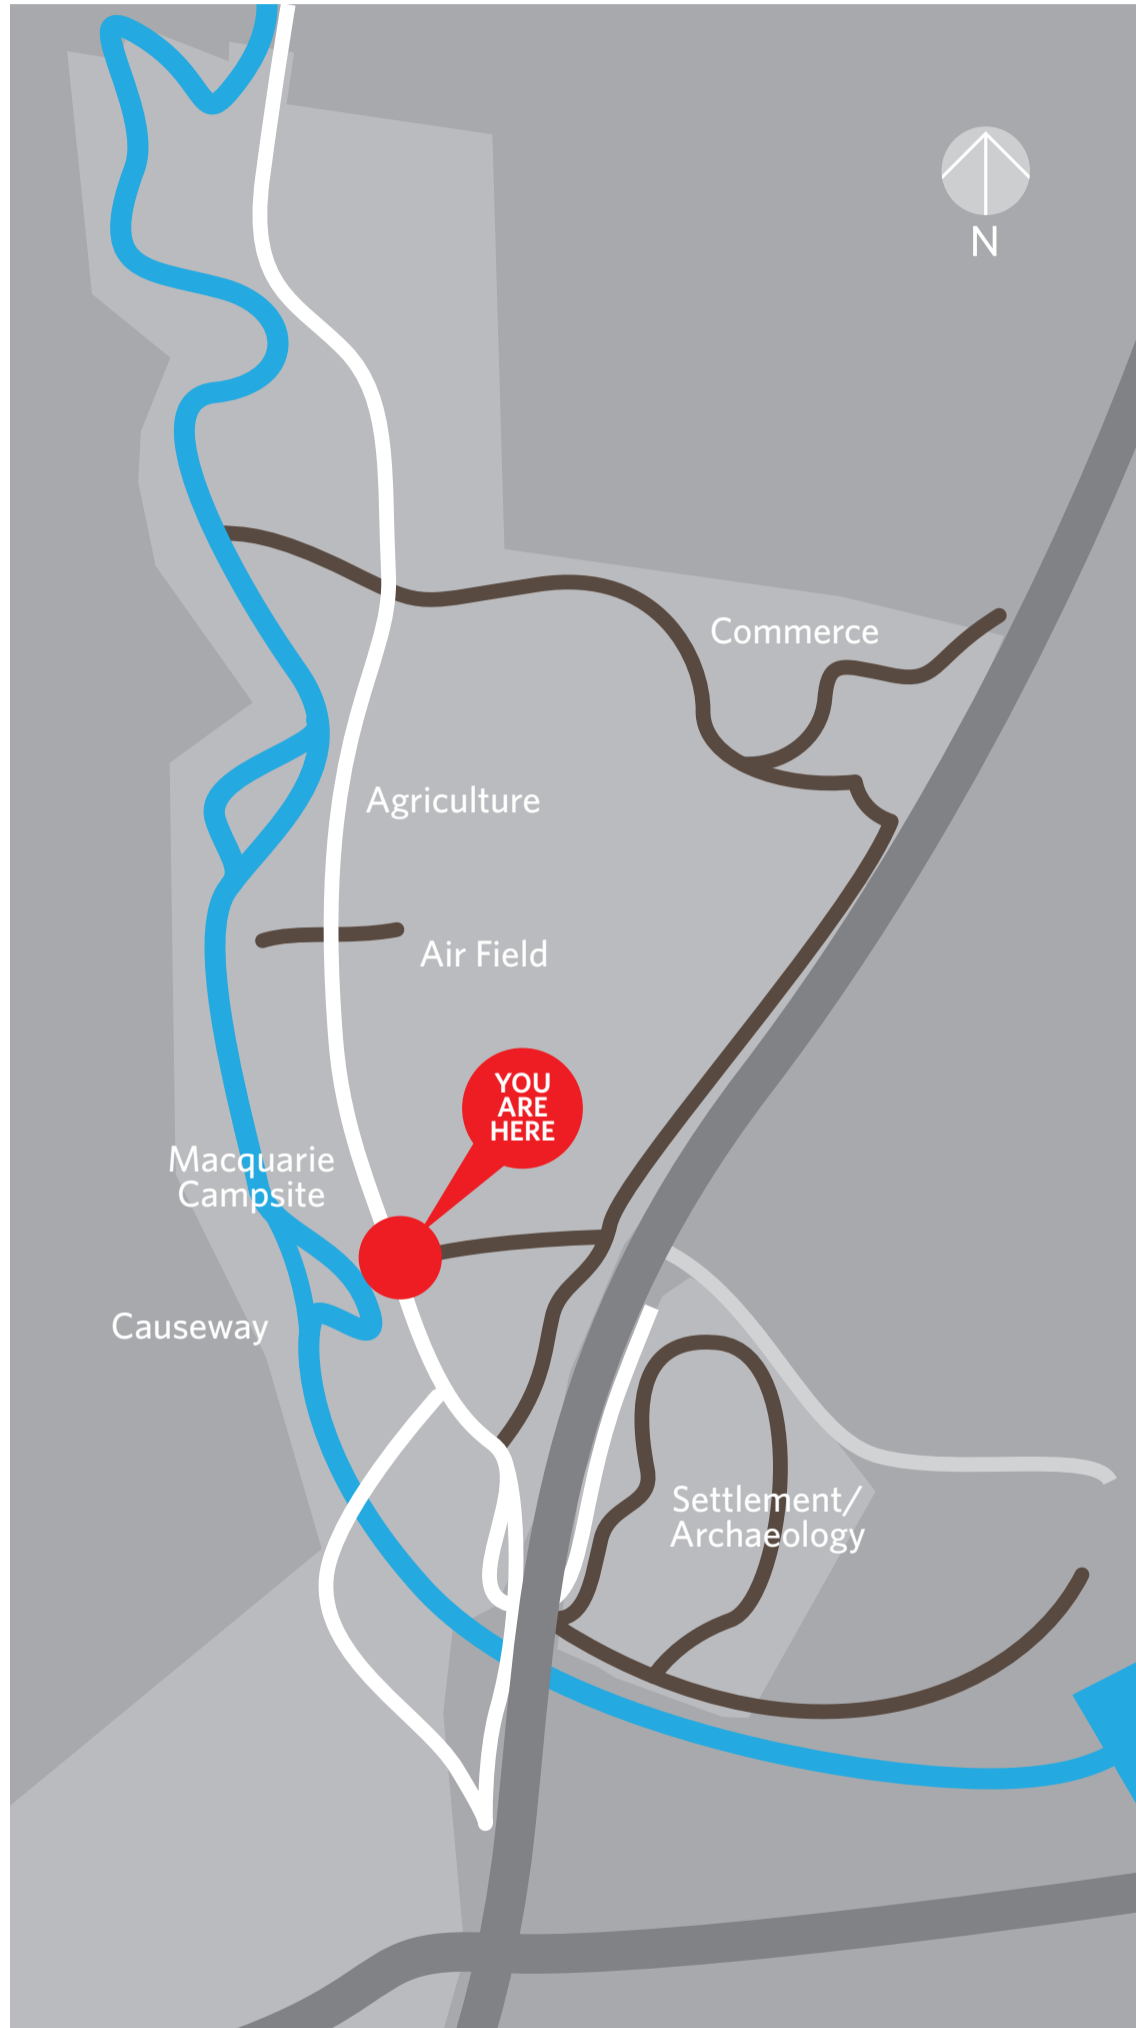 N
Commerce
Agriculture
Air Field
YOU
ARE
HERE
Macquarie
Campsite
Causeway
Settlement/
Archaeology